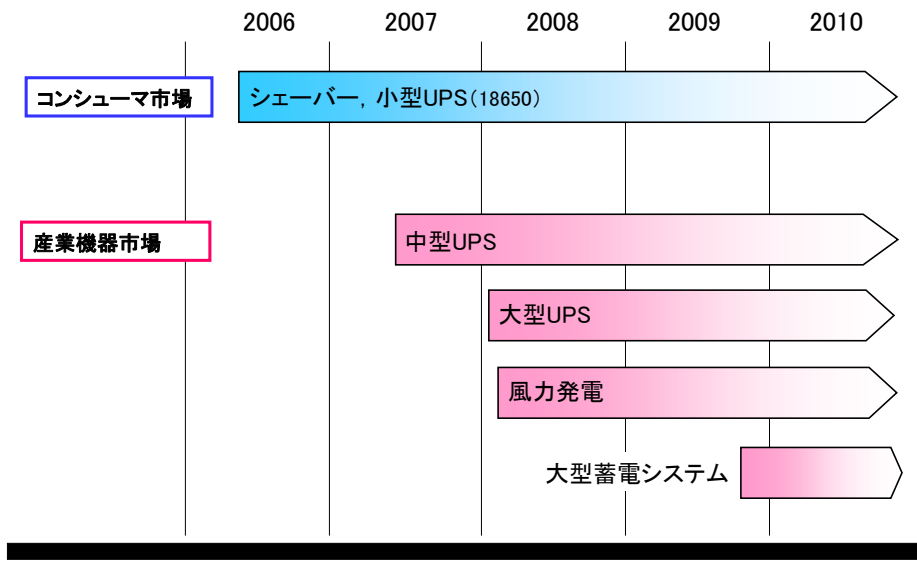 2006 2007 2008 2009 2010
コンシューマ市場
シェーバー, 小型UPS(18650)
産業機器市場
中型UPS
大型UPS
風力発電
大型蓄電システム